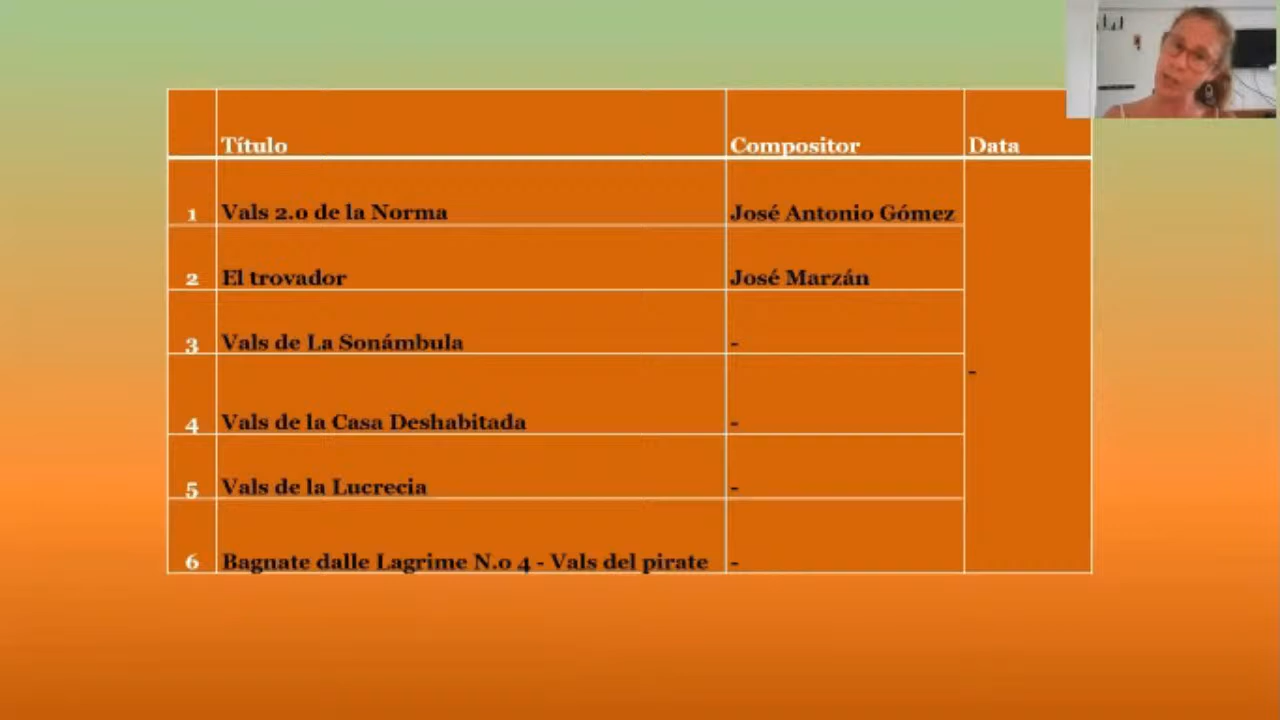 Título Compositor Data
1 Vals 2.o de la Norma José Antonio Gómez
2 El trovador José Marzán
3 Vals de La Sonámbula -
-
4 Vals de la Casa Deshabitada -
5 Vals de la Lucrecia -
6 Bagnate dalle Lagrime N.o 4 - Vals del pirate -